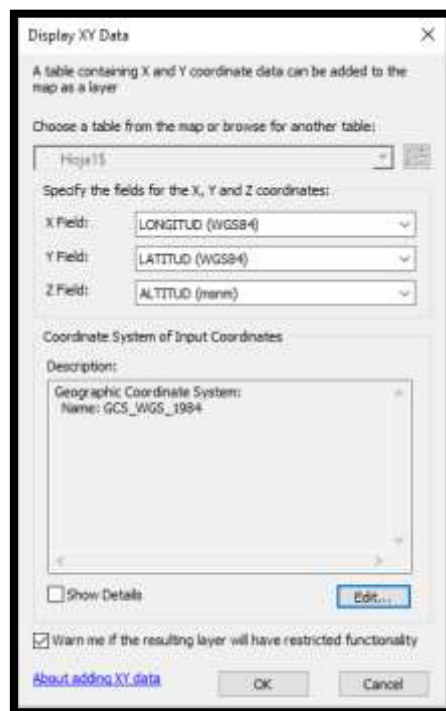 Display XY Data
A table containing X and Y coordinate data can be added to the
map as a layer
Choose a table from the map or browse for another table:
Hoja1$
Specify the fields for the X, Y and Z coordinates:
X Field:
LONGITUD (WGS84)
Y Field:
LATITUD (WGS84)
Z Field:
ALTITUD (msnm)
Coordinate System of Input Coordinates
Description:
Geographic Coordinate System:
Name: GCS_WGS_1984
Show Details
Edit...
Warn me if the resulting layer will have restricted functionality
About adding XY data
OK
Cancel